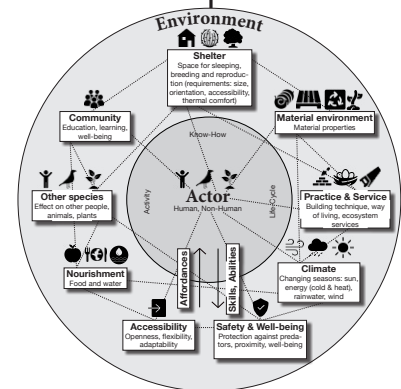 Environment
Shelter
Space for sleeping,
breeding and reproduc-
tion (requirements: size,
orientation, accessibility,
thermal comfort)
Community
Education, learning,
well-being
Material environment
Material properties
Know-How
Other species
Effect on other people,
animals, plants
Activity
Actor
Human, Non-Human
Life-Cycle
Practice & Service
Building technique, way
of living, ecosystem
services
Nourishment
Food and water
Affordances
Skills, Abilities
Climate
Changing seasons: sun,
energy (cold & heat),
rainwater, wind
Accessibility
Openness, flexibility,
adaptability
Safety & Well-being
Protection against preda-
tors, proximity, well-being